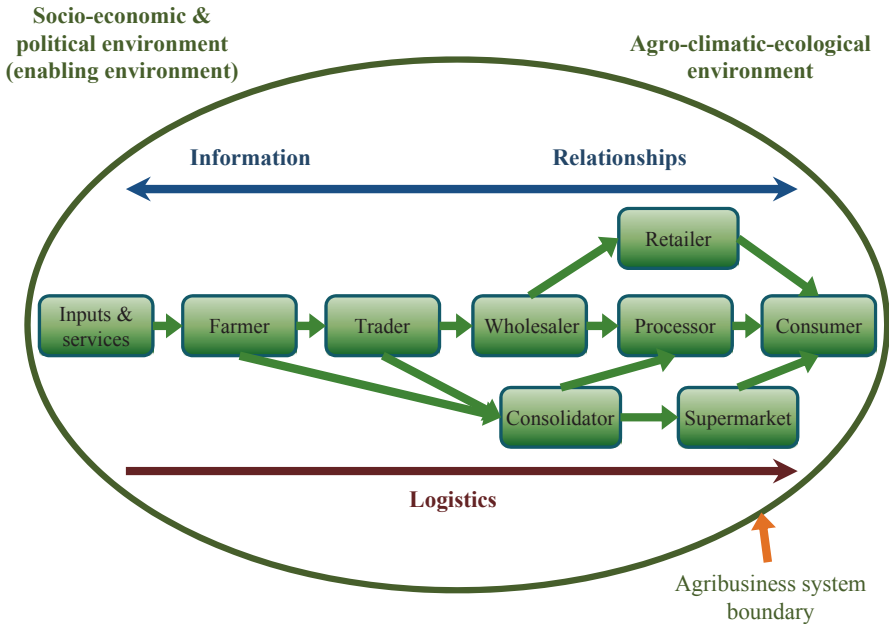 Socio-economic &
political environment
(enabling environment)
Agro-climatic-ecological
environment
Information
Relationships
Retailer
Inputs &
services
Farmer
Trader
Wholesaler
Processor
Consumer
Consolidator
Supermarket
Logistics
Agribusiness system
boundary